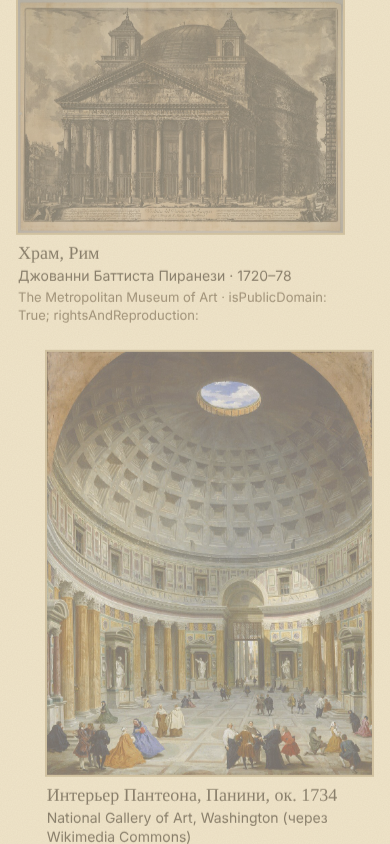 Храм, Рим
Джованни Баттиста Пиранези · 1720–78
The Metropolitan Museum of Art · isPublicDomain:
True; rightsAndReproduction:
Интерьер Пантеона, Панини, ок. 1734
National Gallery of Art, Washington (через
Wikimedia Commons)